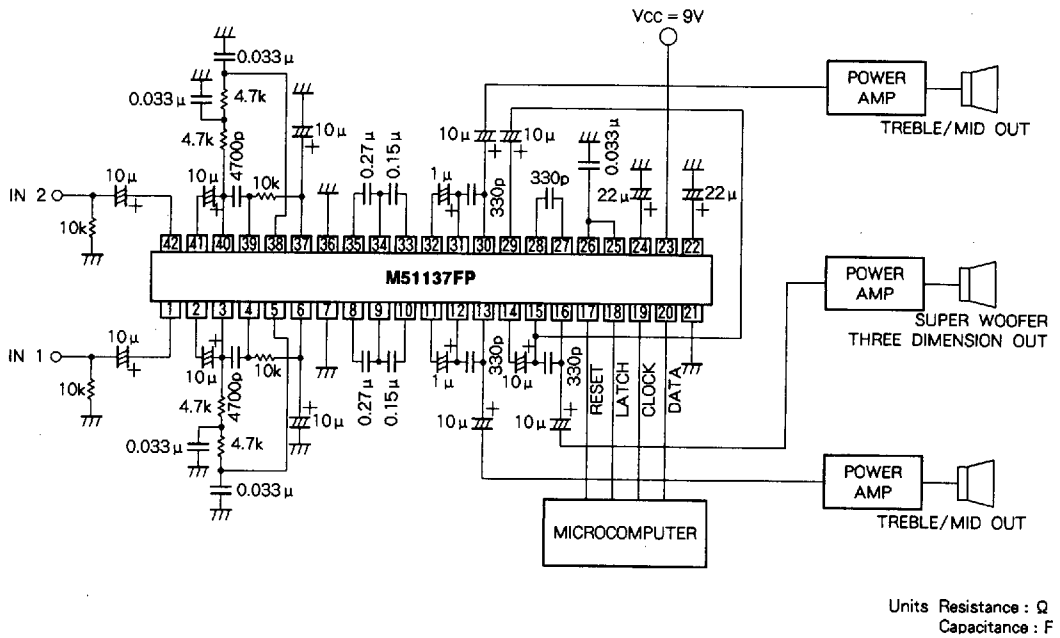 Vcc = 9V
0.033μ
0.033μ
4.7k
4.7k
10μ
4700p
10μ
10k
10μ
0.27μ
0.15μ
1μ
330p
10μ
10μ
330p
0.033μ
22μ
22μ
POWER AMP
TREBLE/MID OUT
IN 2
10k
42 41 40 39 38 37 36 35 34 33 32 31 30 29 28 27 26 25 24 23 22
M51137FP
1 2 3 4 5 6 7 8 9 10 11 12 13 14 15 16 17 18 19 20 21
POWER AMP
SUPER WOOFER
THREE DIMENSION OUT
IN 1
10μ
10k
10μ
4700p
10k
4.7k
4.7k
0.033μ
0.033μ
10μ
0.27μ
0.15μ
1μ
330p
10μ
10μ
330p
10μ
RESET
LATCH
CLOCK
DATA
MICROCOMPUTER
POWER AMP
TREBLE/MID OUT
Units Resistance : Ω
Capacitance : F